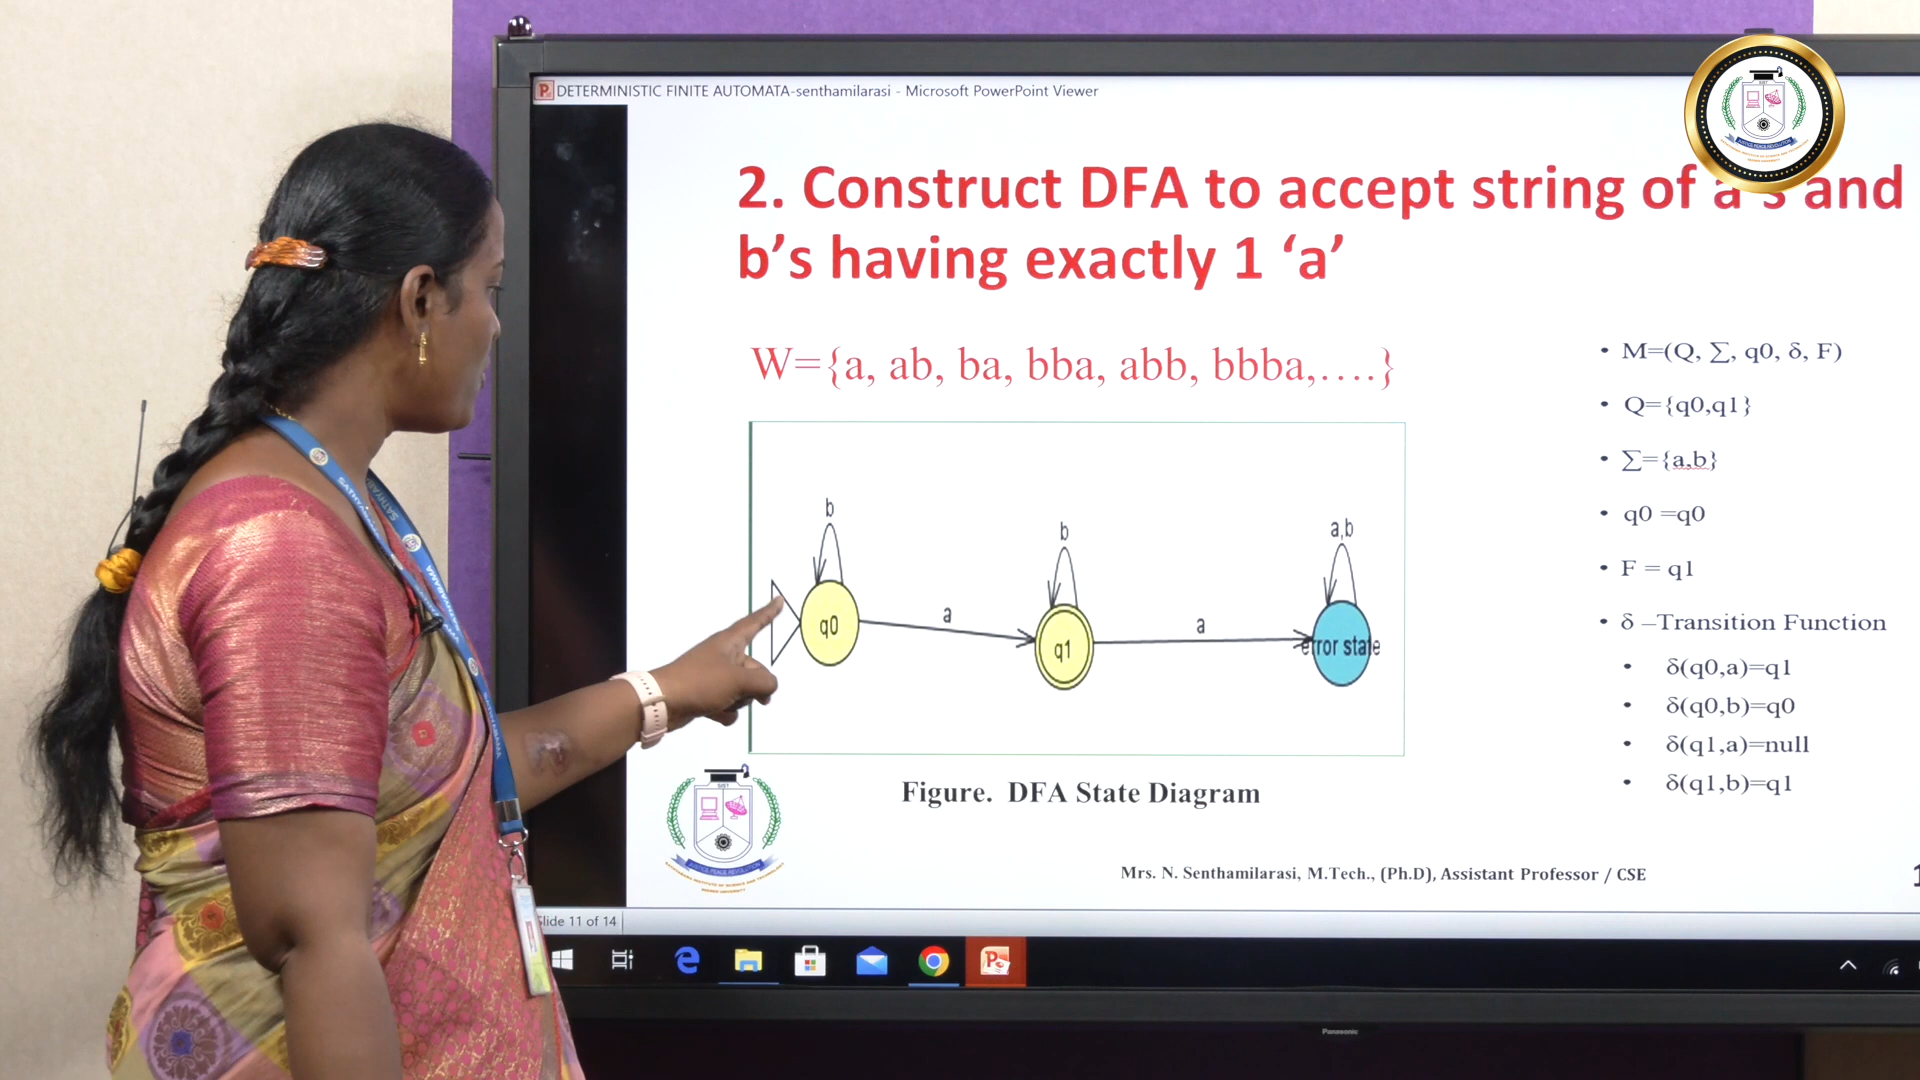 DETERMINISTIC FINITE AUTOMATA-senthamilarasi - Microsoft PowerPoint Viewer
2. Construct DFA to accept string of a's and
b's having exactly 1 ‘a’
W={a, ab, ba, bba, abb, bbba,….}
b
b
a,b
a
a
q0
q1
error state
Figure. DFA State Diagram
• M=(Q, ∑, q0, δ, F)
• Q={q0,q1}
• ∑={a,b}
• q0 =q0
• F = q1
• δ –Transition Function
• δ(q0,a)=q1
• δ(q0,b)=q0
• δ(q1,a)=null
• δ(q1,b)=q1
Mrs. N. Senthamilarasi, M.Tech., (Ph.D), Assistant Professor / CSE
1
Slide 11 of 14
Panasonic
SATHYABAMA